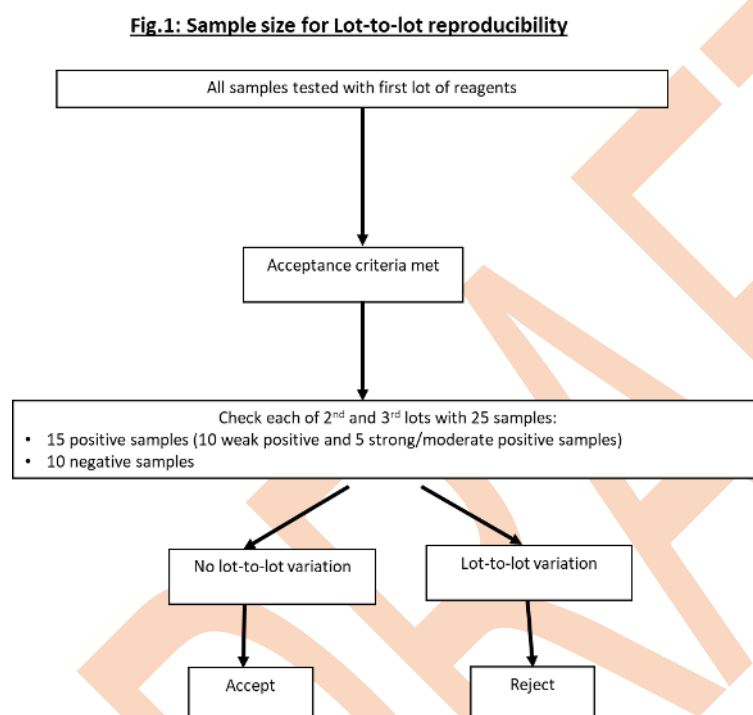 Fig.1: Sample size for Lot-to-lot reproducibility
All samples tested with first lot of reagents
Acceptance criteria met
Check each of 2nd and 3rd lots with 25 samples:
• 15 positive samples (10 weak positive and 5 strong/moderate positive samples)
• 10 negative samples
No lot-to-lot variation
Lot-to-lot variation
Accept
Reject